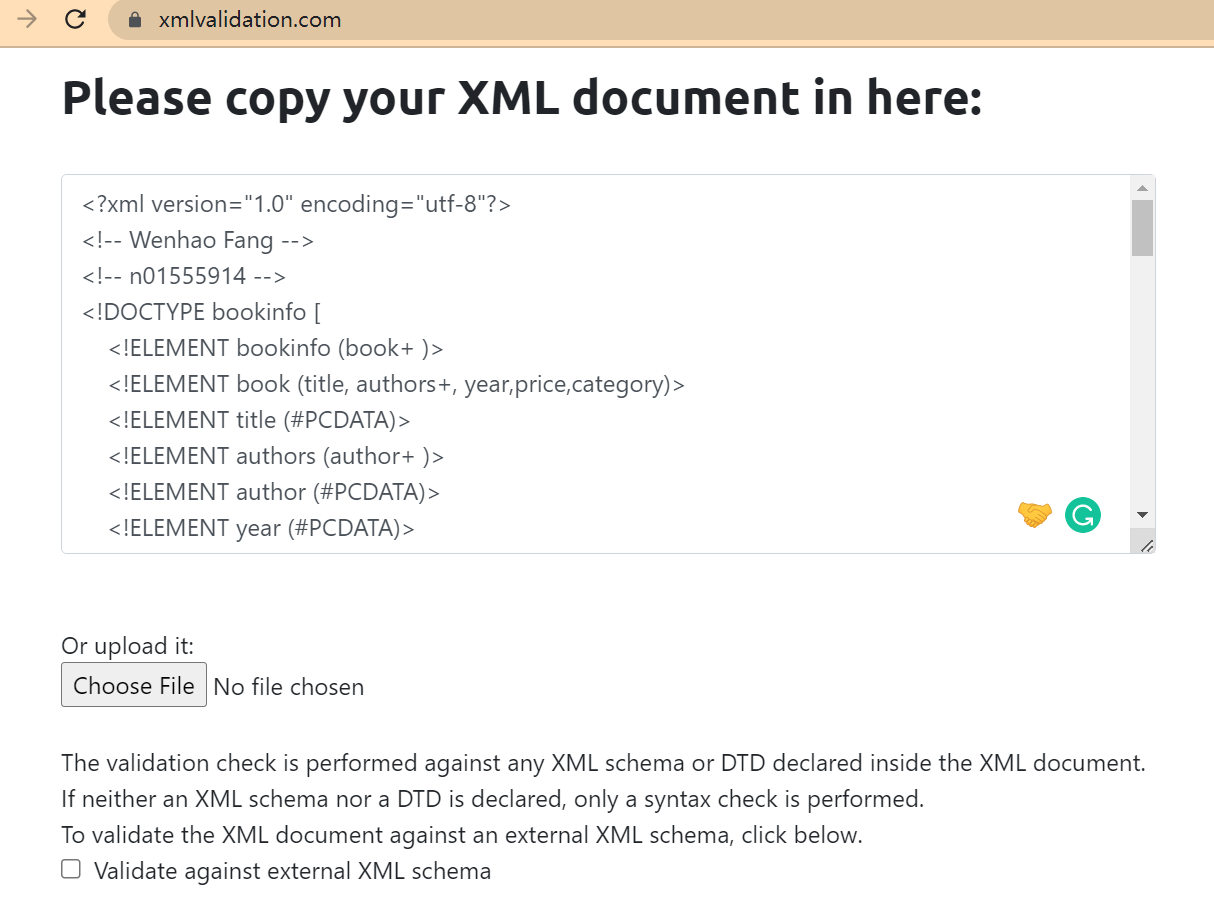 xmlvalidation.com
Please copy your XML document in here:
<?xml version="1.0" encoding="utf-8"?>
<!-- Wenhao Fang -->
<!-- n01555914 -->
<!DOCTYPE bookinfo [
<!ELEMENT bookinfo (book+ )>
<!ELEMENT book (title, authors+, year,price,category)>
<!ELEMENT title (#PCDATA)>
<!ELEMENT authors (author+ )>
<!ELEMENT author (#PCDATA)>
<!ELEMENT year (#PCDATA)>
Or upload it:
Choose File No file chosen
The validation check is performed against any XML schema or DTD declared inside the XML document.
If neither an XML schema nor a DTD is declared, only a syntax check is performed.
To validate the XML document against an external XML schema, click below.
Validate against external XML schema